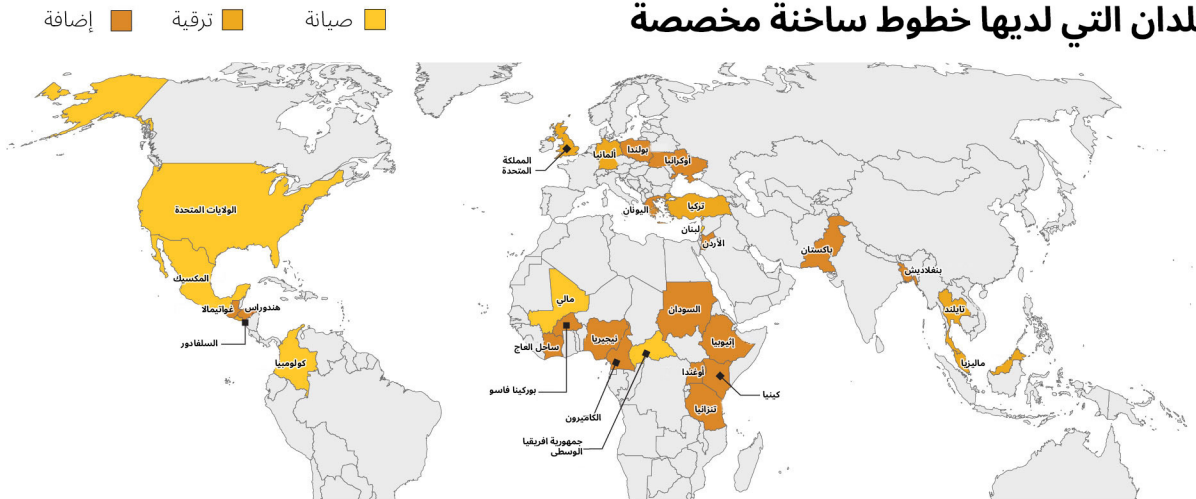 لدان التي لديها خطوط ساخنة مخصصة
صيانة
ترقية
إضافة
المملكة
المتحدة
ألمانيا
بولندا
أوكرانيا
اليونان
تركيا
لبنان
الأردن
باكستان
بنغلاديش
تايلند
ماليزيا
الولايات المتحدة
المكسيك
غواتيمالا
هندوراس
السلفادور
كولومبيا
مالي
السودان
ساحل العاج
نيجيريا
إثيوبيا
أوغندا
كينيا
تنزانيا
بوركينا فاسو
الكاميرون
جمهورية افريقيا
الوسطى